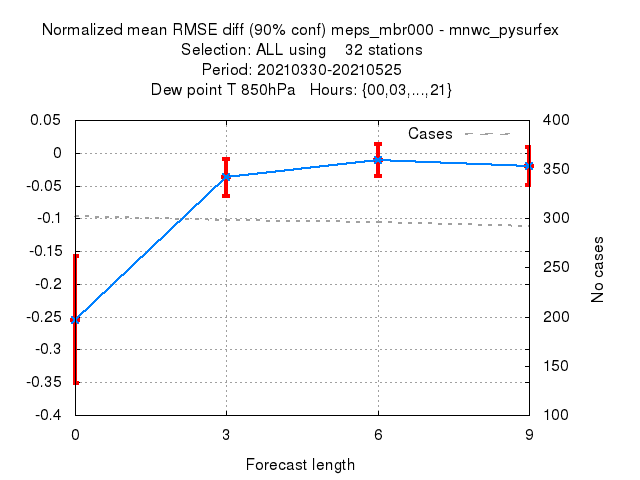 Normalized mean RMSE diff (90% conf) meps_mbr000 - mnwc_pysurfex
Selection: ALL using 32 stations
Period: 20210330-20210525
Dew point T 850hPa Hours: {00,03,...,21}
Cases
0.05
0
-0.05
-0.1
-0.15
-0.2
-0.25
-0.3
-0.35
-0.4
400
350
300
250
200
150
100
No cases
0 3 6 9
Forecast length